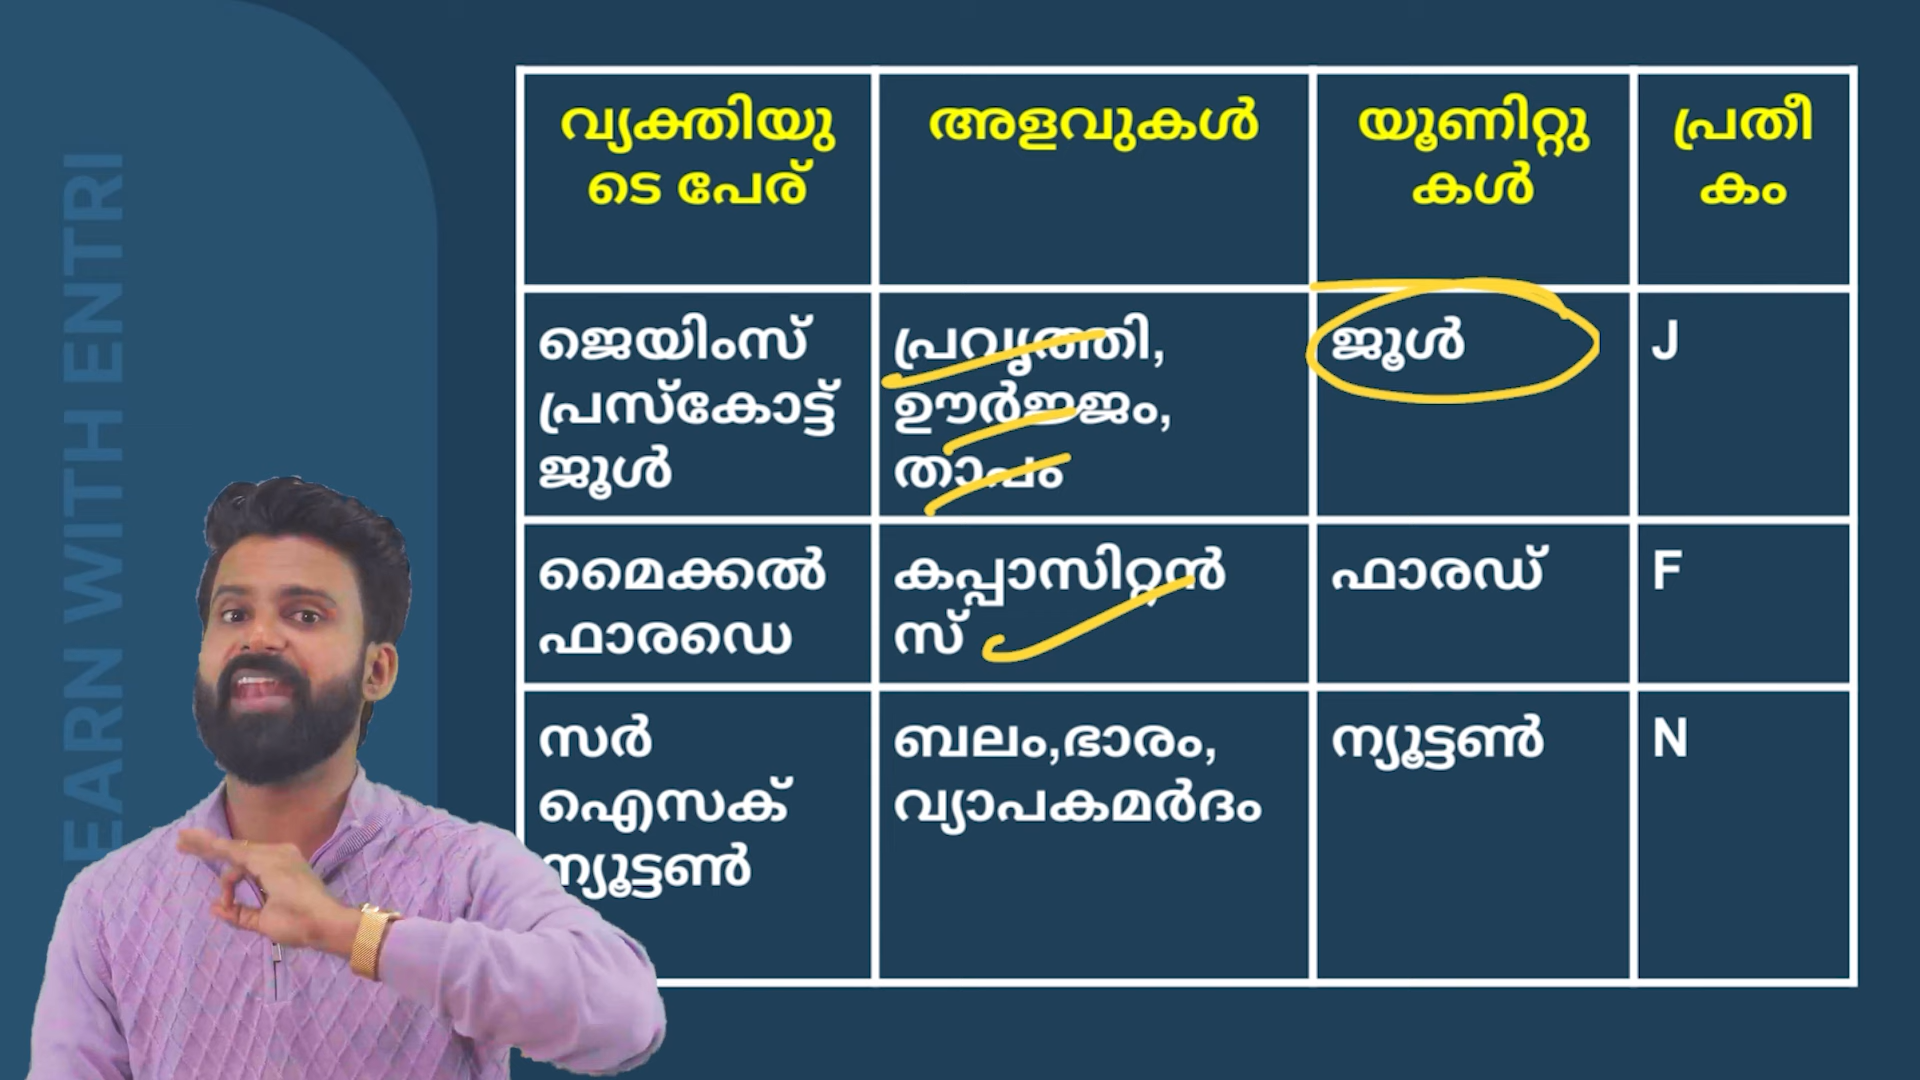 വ്യക്തിയു
ടെ പേര്
അളവുകൾ
യൂണിറ്റു
കൾ
പ്രതീ
കം
ജെയിംസ്
പ്രസ്കോട്ട്
ജൂൾ
പ്രവൃത്തി,
ഊർജ്ജം,
താപം
ജൂൾ
J
മൈക്കൽ
ഫാരഡെ
കപ്പാസിറ്റൻ
സ്
ഫാരഡ്
F
സർ
ഐസക്
ന്യൂട്ടൺ
ബലം,ഭാരം,
വ്യാപകമർദം
ന്യൂട്ടൺ
N
EARN WITH ENTRI